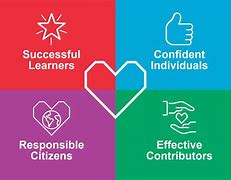 Successful
Learners
Confident
Individuals
Responsible
Citizens
Effective
Contributors